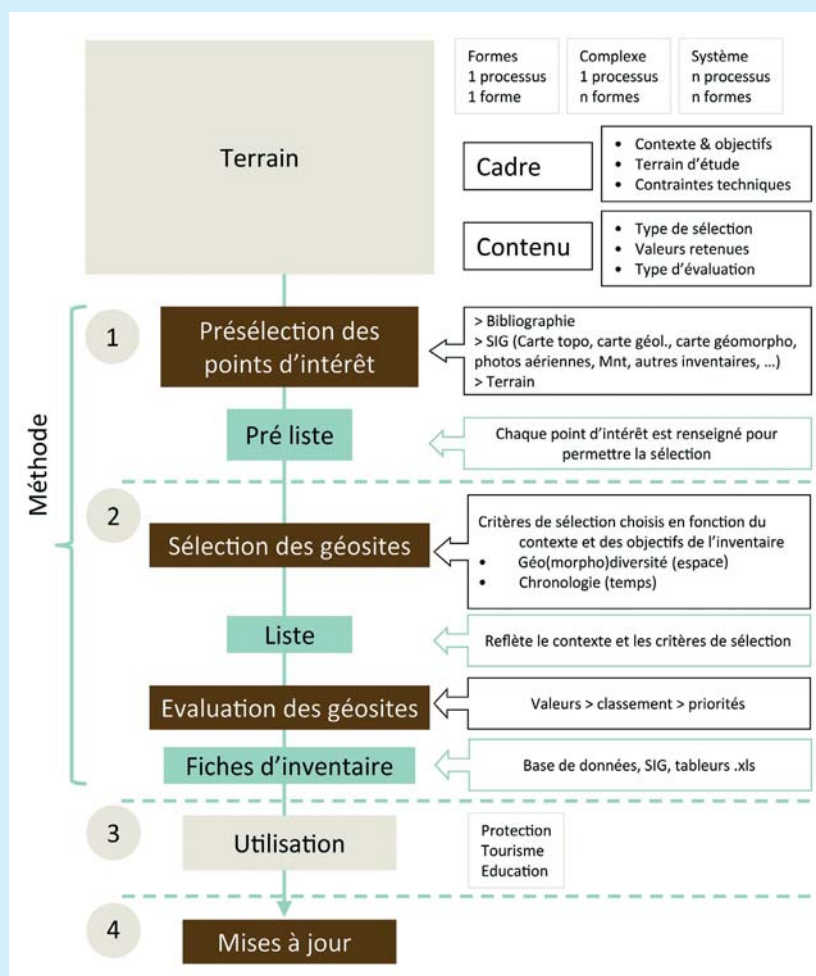 Terrain
Formes
1 processus
1 forme
Complexe
1 processus
n formes
Système
n processus
n formes
Cadre
• Contexte & objectifs
• Terrain d'étude
• Contraintes techniques
Contenu
• Type de sélection
• Valeurs retenues
• Type d'évaluation
Méthode
1
Présélection des
points d'intérêt
> Bibliographie
> SIG (Carte topo, carte géol., carte géomorpho,
photos aériennes, Mnt, autres inventaires, ...)
> Terrain
Pré liste
Chaque point d'intérêt est renseigné pour
permettre la sélection
2
Sélection des géosites
Critères de sélection choisis en fonction du
contexte et des objectifs de l'inventaire
• Géo(morpho)diversité (espace)
• Chronologie (temps)
Liste
Reflète le contexte et les critères de sélection
Evaluation des géosites
Valeurs > classement > priorités
Fiches d'inventaire
Base de données, SIG, tableurs .xls
3
Utilisation
Protection
Tourisme
Education
4
Mises à jour